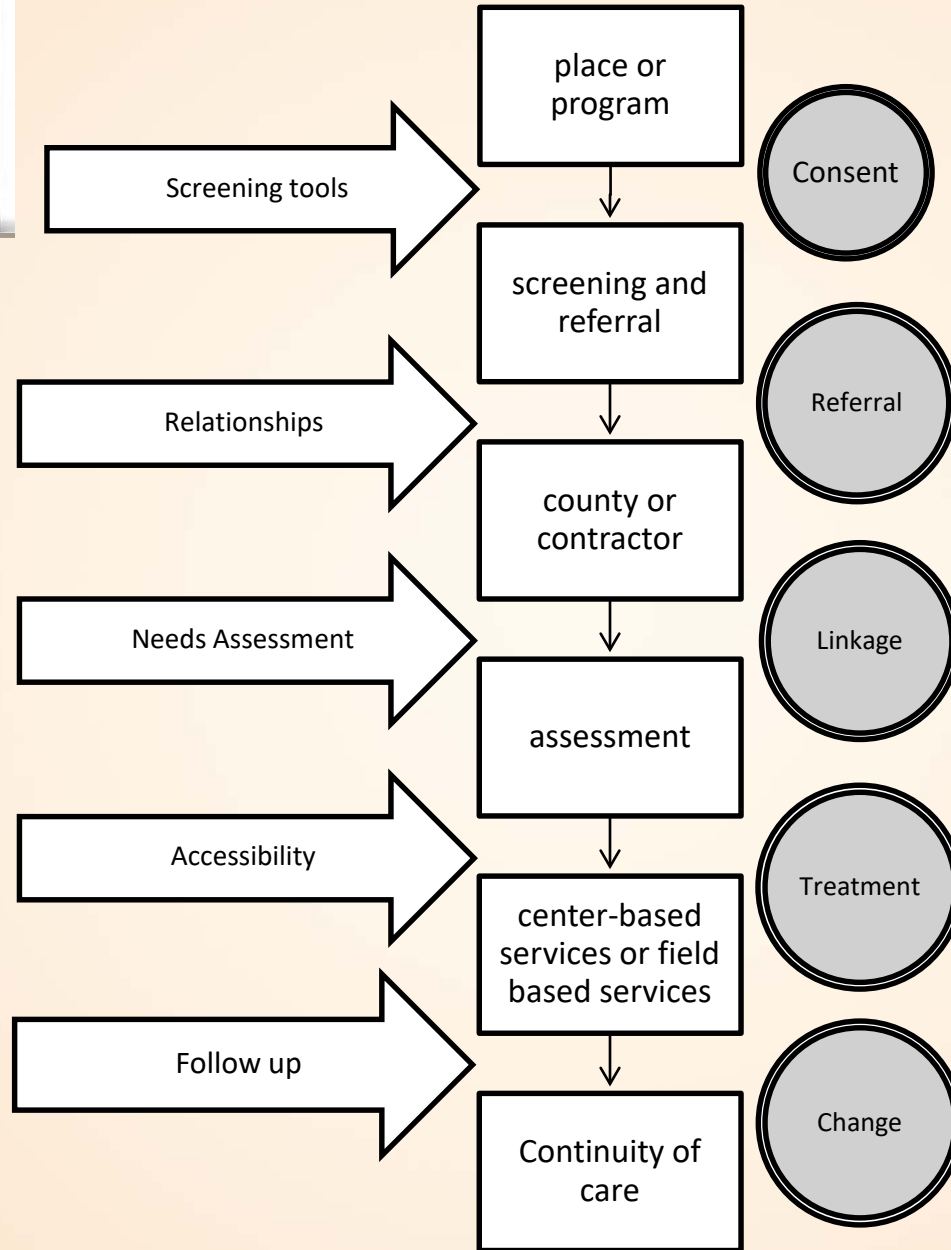 place or
program
Consent
Screening tools
screening and
referral
Referral
Relationships
county or
contractor
Linkage
Needs Assessment
assessment
Treatment
Accessibility
center-based
services or field
based services
Follow up
Change
Continuity of
care